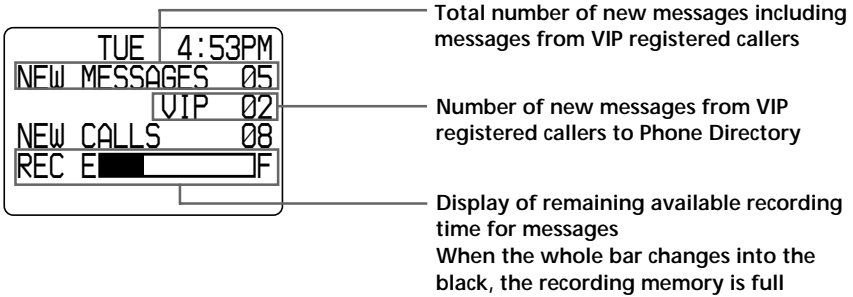 TUE 4:53PM
NEW MESSAGES 05
VIP 02
NEW CALLS 08
REC E F
Total number of new messages including
messages from VIP registered callers
Number of new messages from VIP
registered callers to Phone Directory
Display of remaining available recording
time for messages
When the whole bar changes into the
black, the recording memory is full